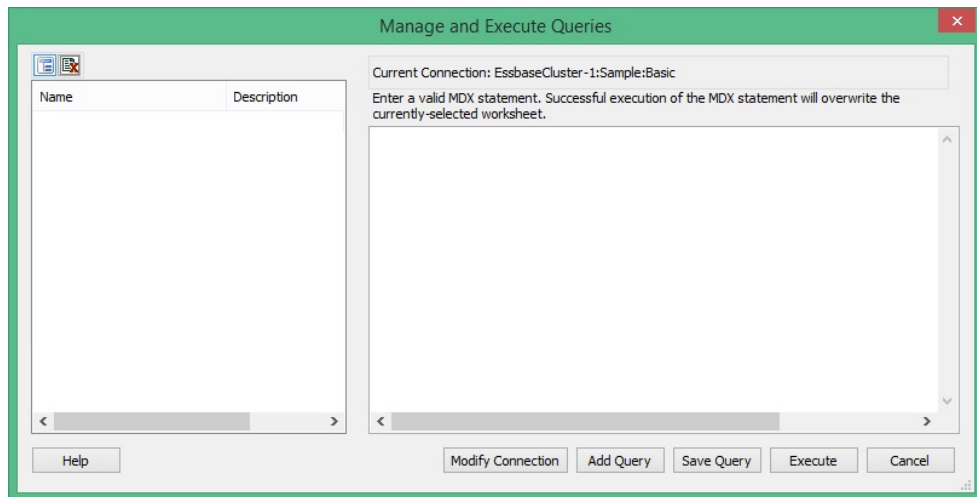 Manage and Execute Queries
Name Description
Current Connection: EssbaseCluster-1:Sample:Basic
Enter a valid MDX statement. Successful execution of the MDX statement will overwrite the
currently-selected worksheet.
Help Modify Connection Add Query Save Query Execute Cancel